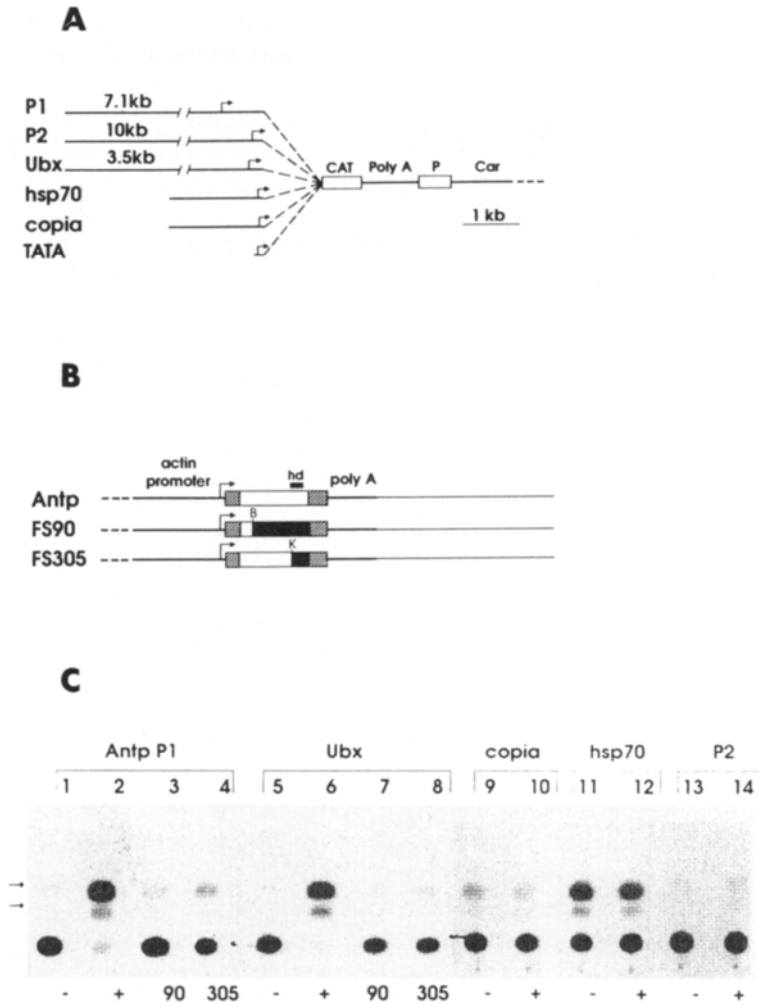 A
P1 7.1kb
P2 10kb
Ubx 3.5kb
hsp70
copia
TATA
CAT Poly A P Car
1 kb
B
actin
promoter hd poly A
Antp
B
FS90
K
FS305
C
Antp P1 Ubx copia hsp70 P2
1 2 3 4 5 6 7 8 9 10 11 12 13 14
- + 90 305 - + 90 305 - + - + - +